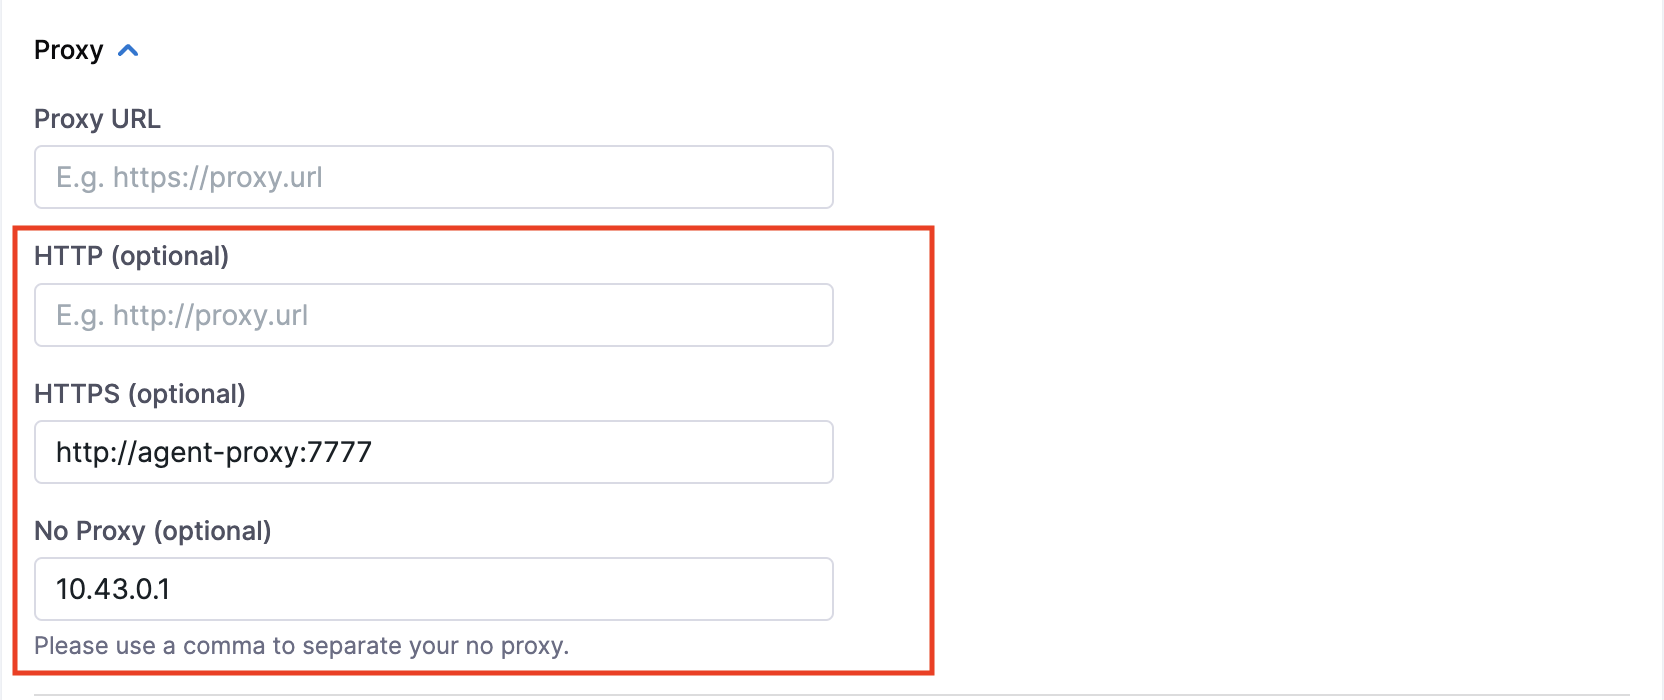 Proxy
Proxy URL
E.g. https://proxy.url
HTTP (optional)
E.g. http://proxy.url
HTTPS (optional)
http://agent-proxy:7777
No Proxy (optional)
10.43.0.1
Please use a comma to separate your no proxy.